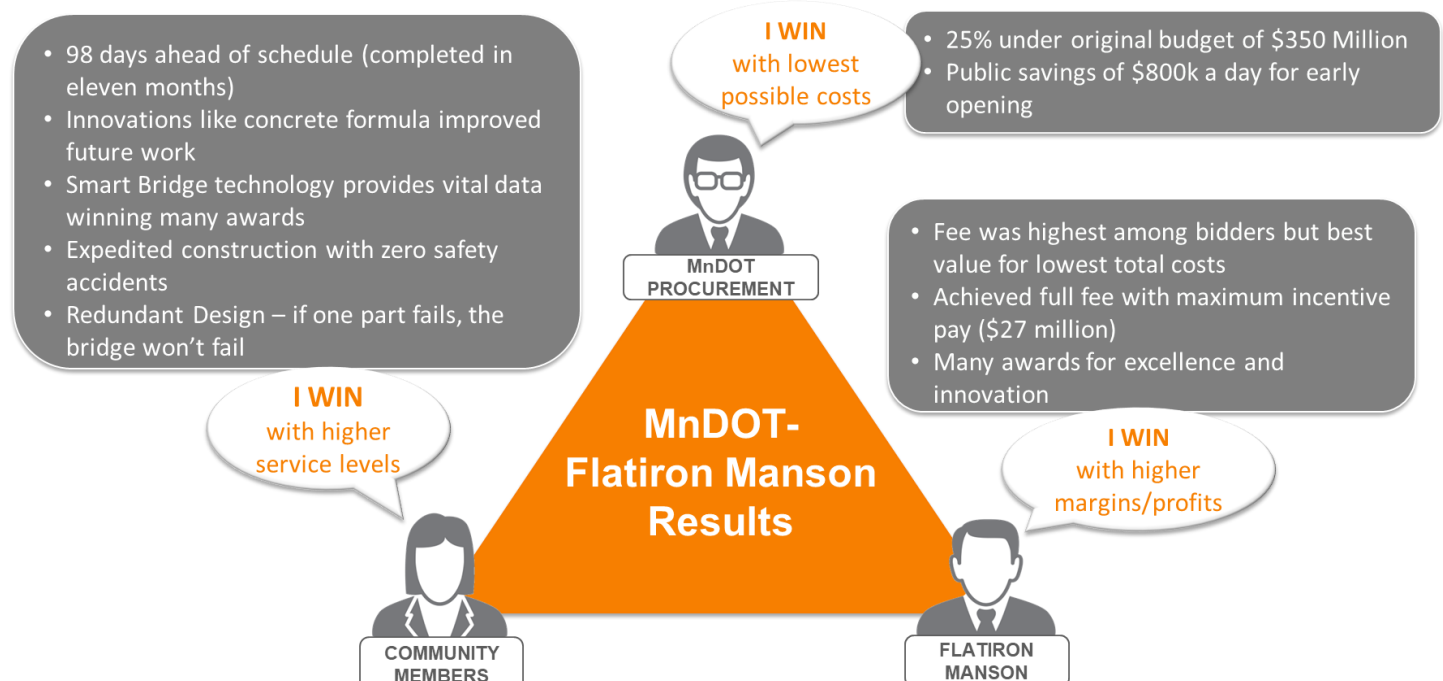 • 98 days ahead of schedule (completed in
eleven months)
• Innovations like concrete formula improved
future work
• Smart Bridge technology provides vital data
winning many awards
• Expedited construction with zero safety
accidents
• Redundant Design – if one part fails, the
bridge won’t fail
I WIN
with higher
service levels
COMMUNITY
MEMBERS
I WIN
with lowest
possible costs
• 25% under original budget of $350 Million
• Public savings of $800k a day for early
opening
MnDOT
PROCUREMENT
MnDOT-
Flatiron Manson
Results
• Fee was highest among bidders but best
value for lowest total costs
• Achieved full fee with maximum incentive
pay ($27 million)
• Many awards for excellence and
innovation
I WIN
with higher
margins/profits
FLATIRON
MANSON